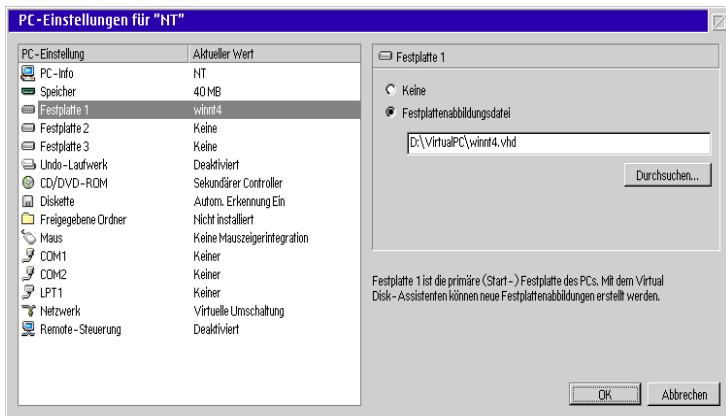 PC-Einstellungen für "NT"
PC-Einstellung Aktueller Wert
PC-Info NT
Speicher 40 MB
Festplatte 1 winnt4
Festplatte 2 Keine
Festplatte 3 Keine
Undo-Laufwerk Deaktiviert
CD/DVD-ROM Sekundärer Controller
Diskette Autom. Erkennung Ein
Freigegebene Ordner Nicht installiert
Maus Keine Mauszeigerintegration
COM1 Keiner
COM2 Keiner
LPT1 Keiner
Netzwerk Virtuelle Umschaltung
Remote-Steuerung Deaktiviert
Festplatte 1
Keine
Festplattenabbildungsdatei
D:\VirtualPC\winnt4.vhd
Durchsuchen...
Festplatte 1 ist die primäre (Start-) Festplatte des PCs. Mit dem Virtual
Disk-Assistenten können neue Festplattenabbildungen erstellt werden.
OK Abbrechen